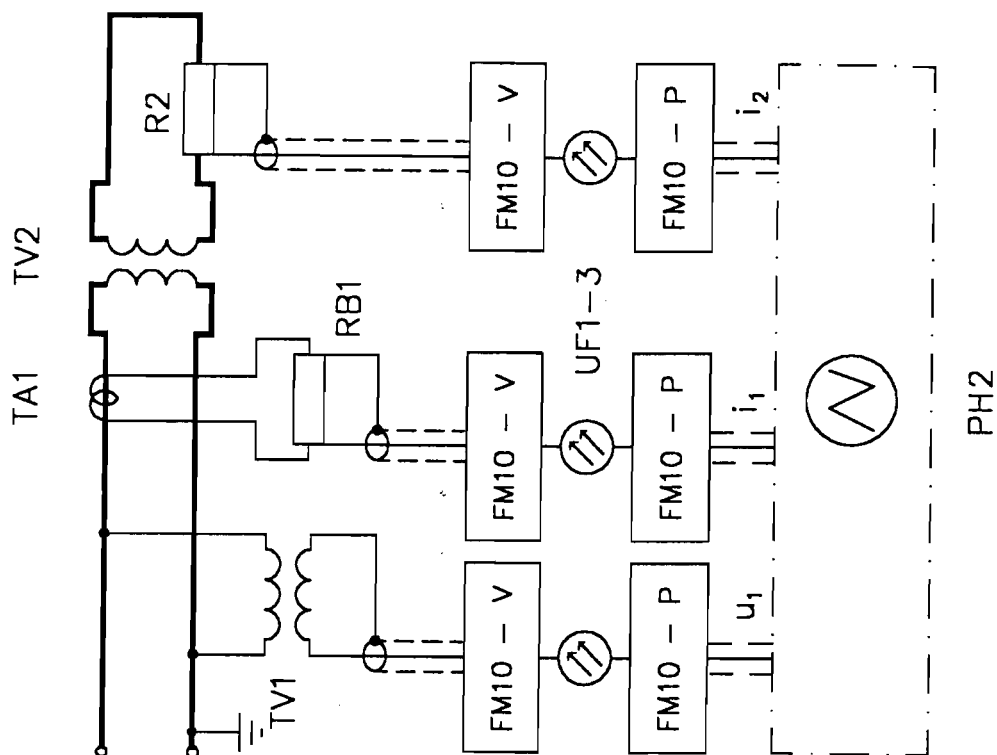 TV2
R2
TA1
RB1
TV1
FM10 - V
FM10 - V
FM10 - V
UF1-3
FM10 - P
FM10 - P
FM10 - P
u1
i1
i2
PH2